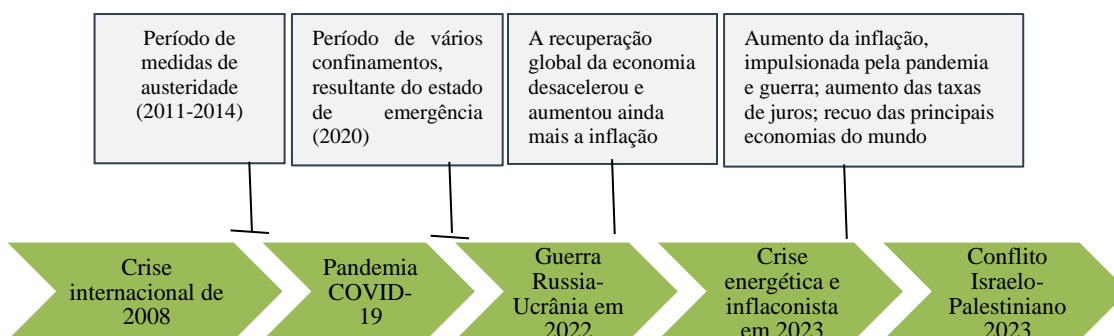 Período de
medidas de
austeridade
(2011-2014)
Período de vários
confinamentos,
resultante do estado
de emergência
(2020)
A recuperação
global da economia
desacelerou e
aumentou ainda
mais a inflação
Aumento da inflação,
impulsionada pela pandemia
e guerra; aumento das taxas
de juros; recuo das principais
economias do mundo
Crise
internacional de
2008
Pandemia
COVID-
19
Guerra
Russia-
Ucrânia em
2022
Crise
energética e
inflaconista
em 2023
Conflito
Israelo-
Palestiniano
2023